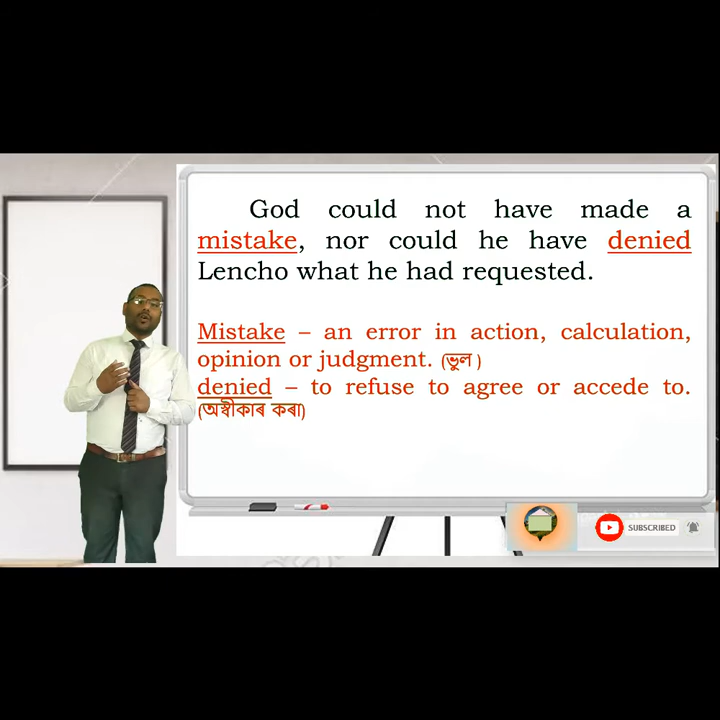 God could not have made a
mistake, nor could he have denied
Lencho what he had requested.
Mistake – an error in action, calculation,
opinion or judgment. (ভুল )
denied – to refuse to agree or accede to.
(অস্বীকাৰ কৰা)
SUBSCRIBED